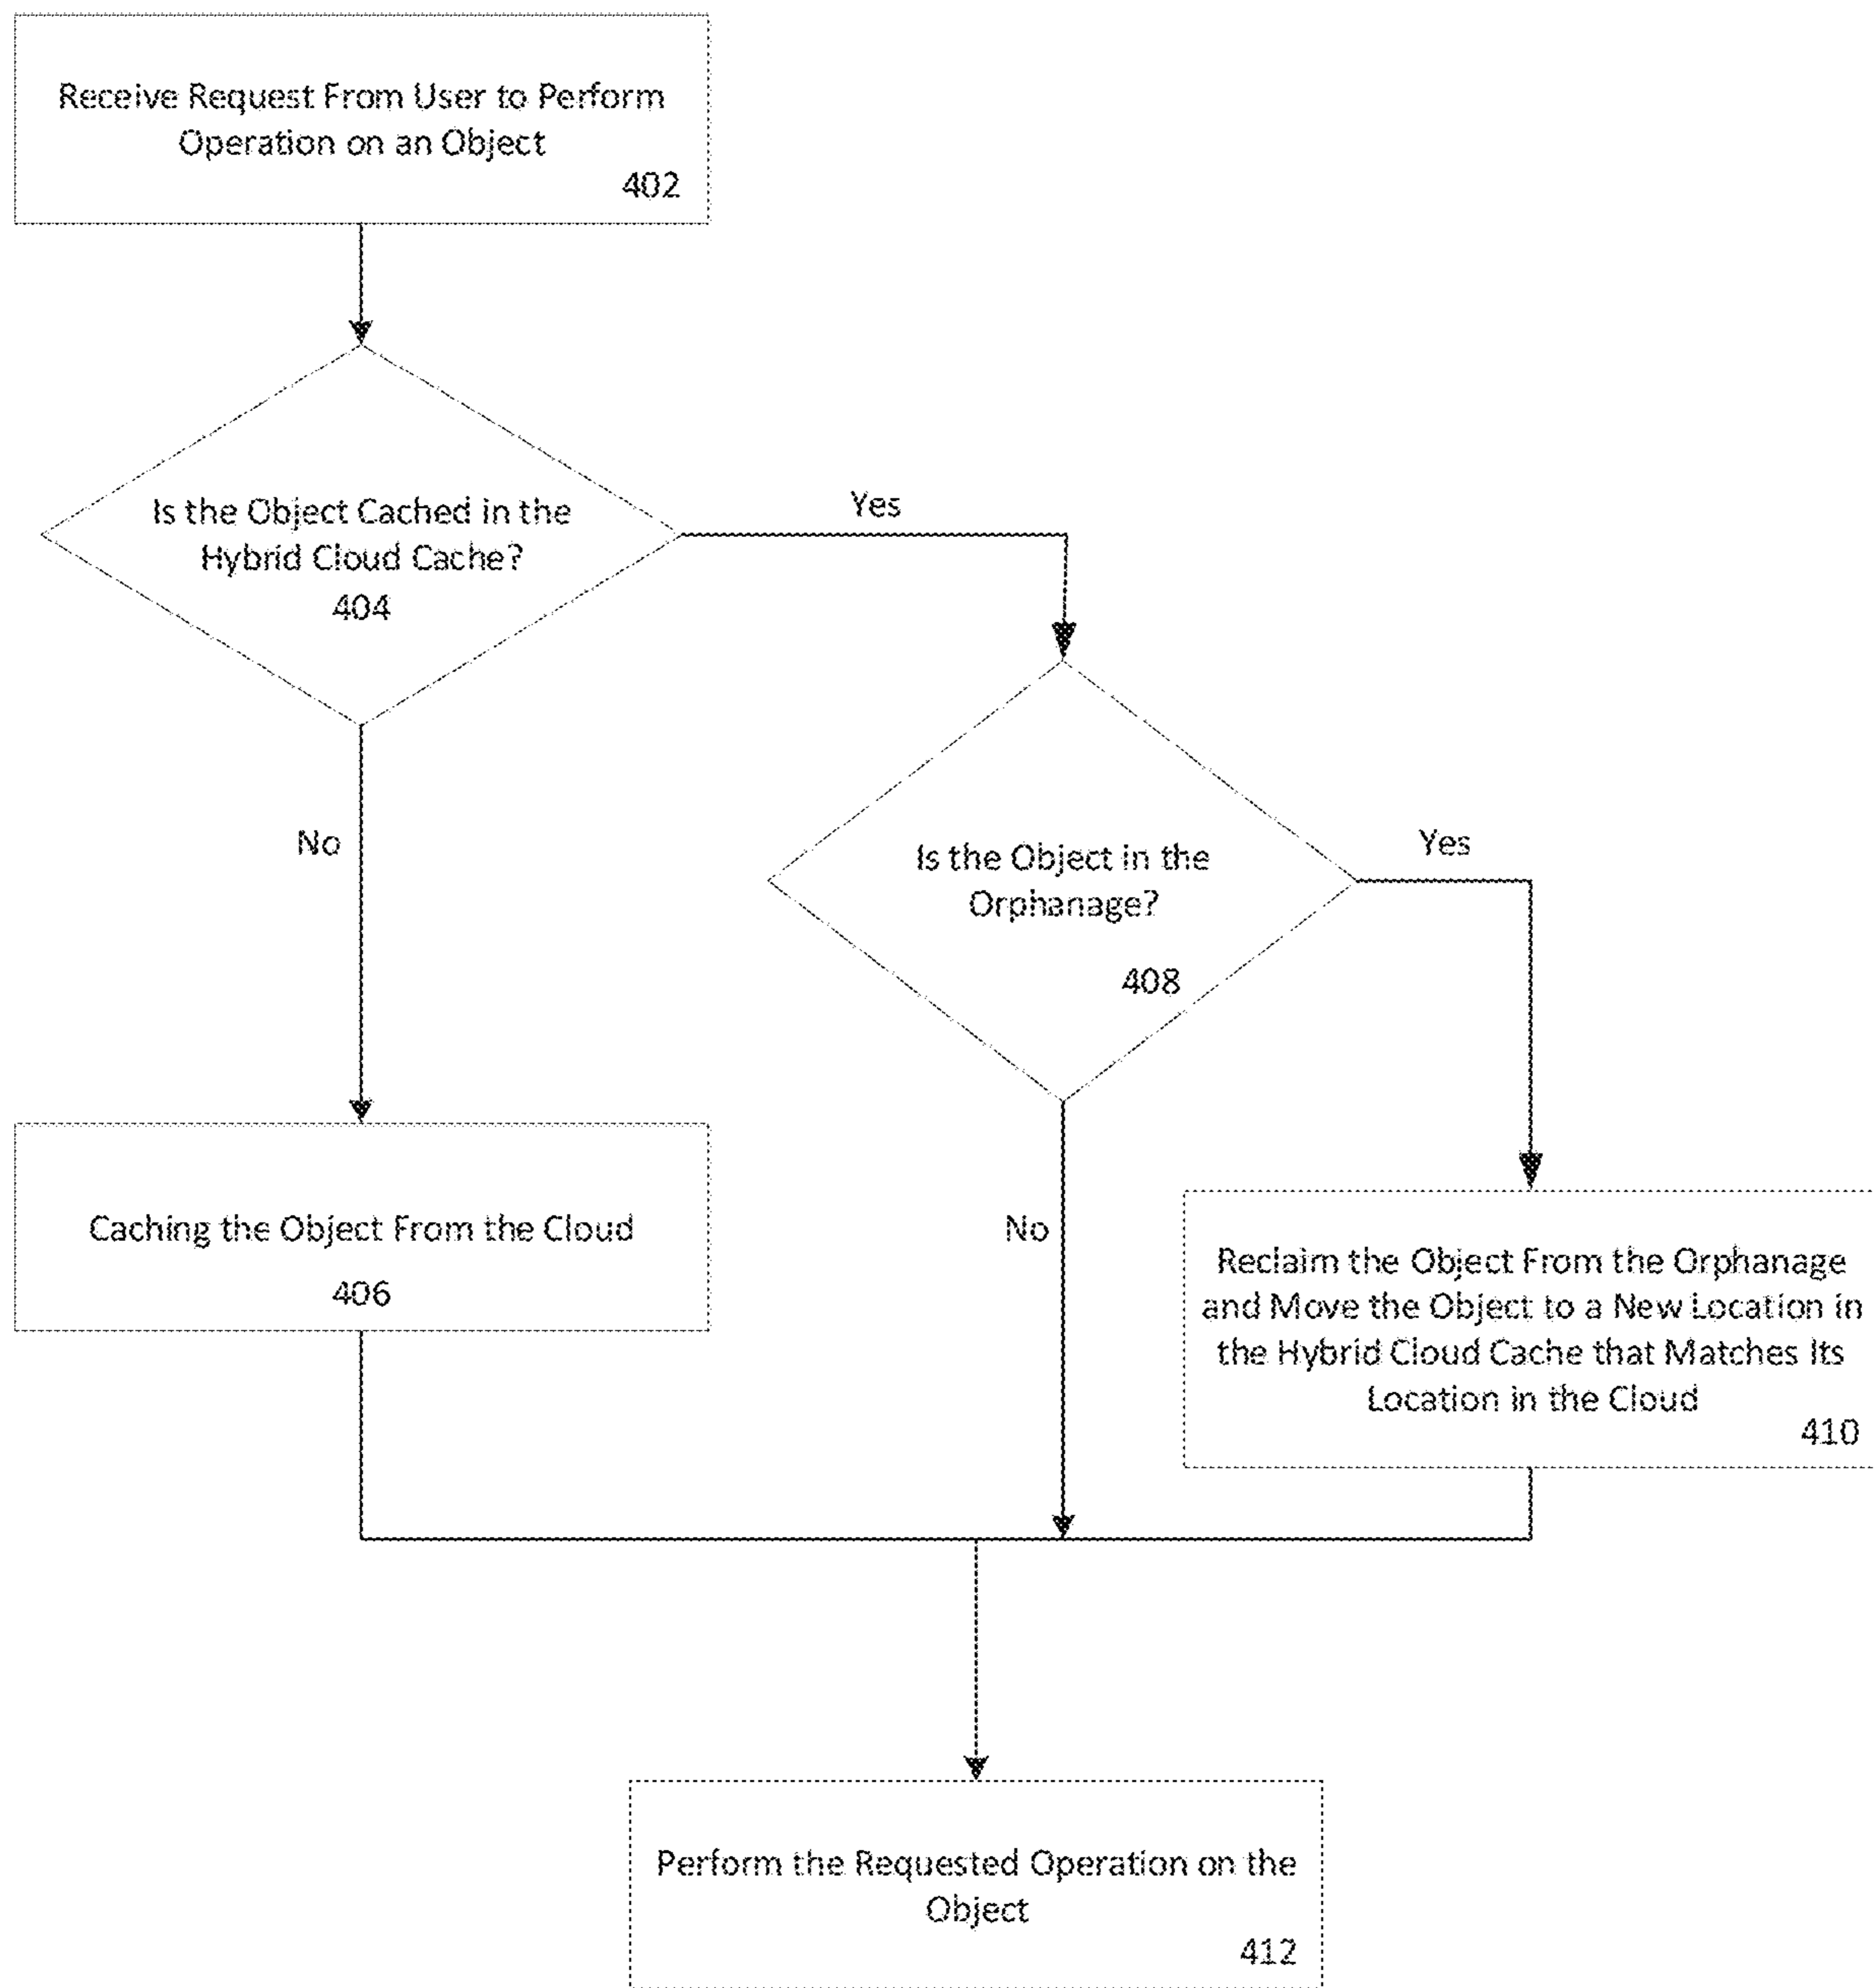 Receive Request From User to Perform
Operation on an Object
402
Is the Object Cached in the
Hybrid Cloud Cache?
404
Yes
No
Is the Object in the
Orphanage?
408
Yes
No
Caching the Object From the Cloud
406
Reclaim the Object From the Orphanage
and Move the Object to a New Location in
the Hybrid Cloud Cache that Matches Its
Location in the Cloud
410
Perform the Requested Operation on the
Object
412